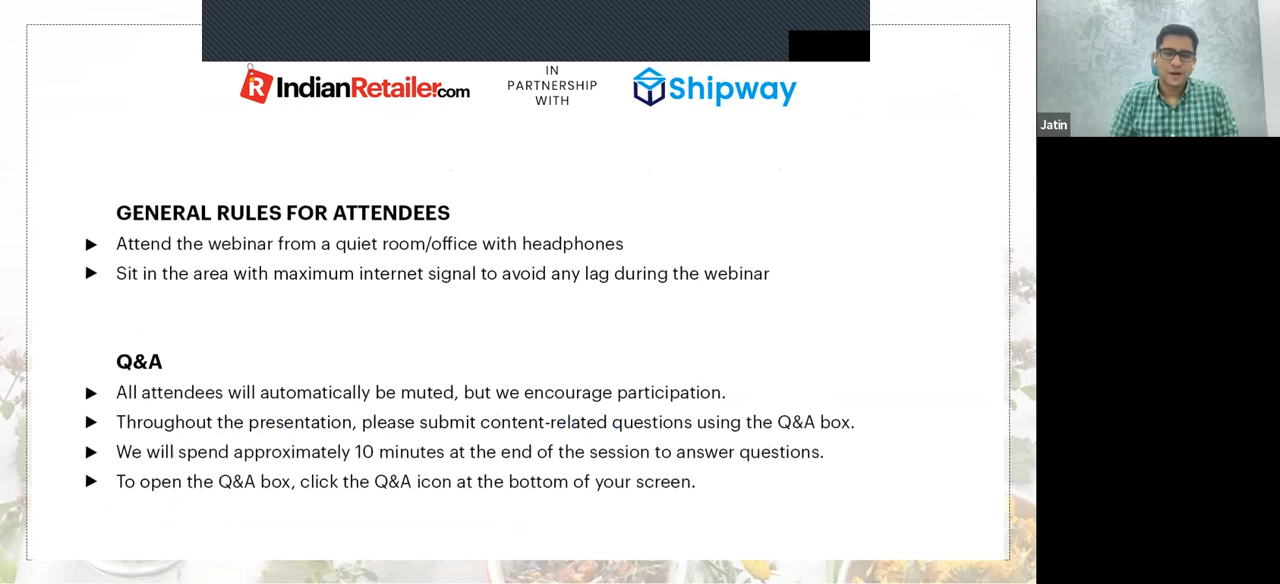 IndianRetailer.com
IN
PARTNERSHIP
WITH
Shipway
Jatin
GENERAL RULES FOR ATTENDEES
Attend the webinar from a quiet room/office with headphones
Sit in the area with maximum internet signal to avoid any lag during the webinar
Q&A
All attendees will automatically be muted, but we encourage participation.
Throughout the presentation, please submit content-related questions using the Q&A box.
We will spend approximately 10 minutes at the end of the session to answer questions.
To open the Q&A box, click the Q&A icon at the bottom of your screen.